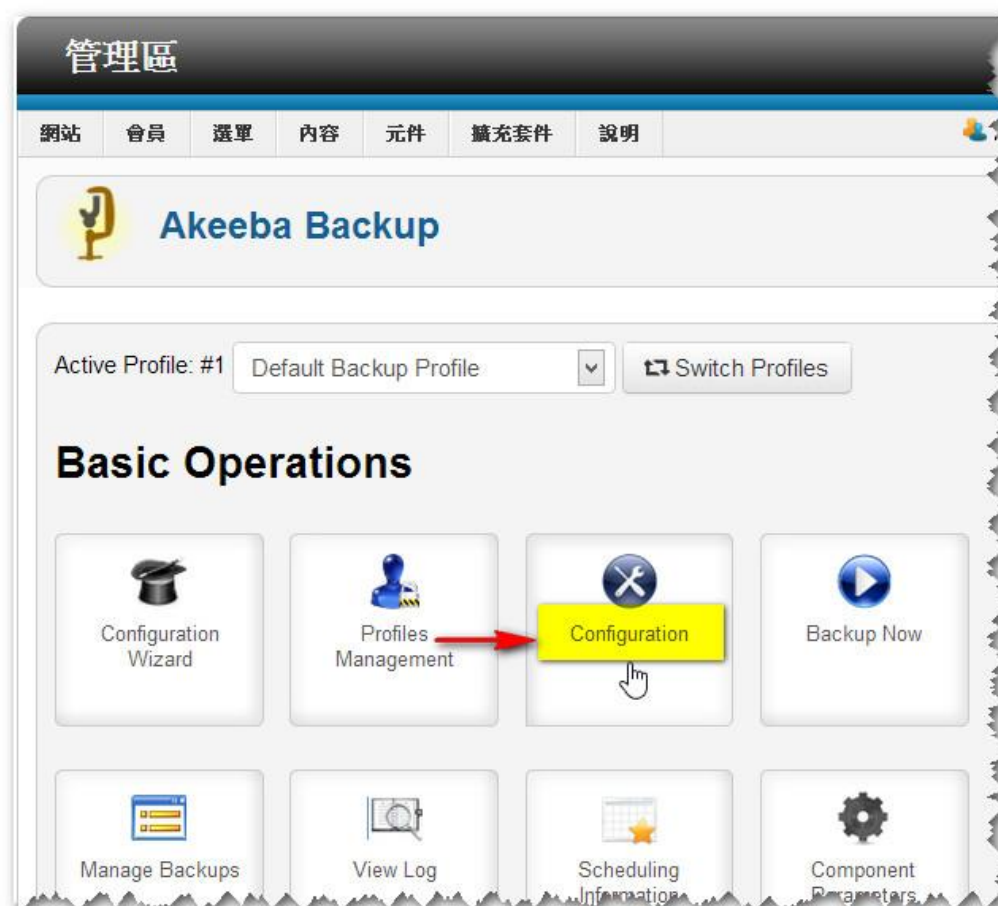 管理區
網站 會員 選單 內容 元件 擴充套件 說明
Akeeba Backup
Active Profile: #1 Default Backup Profile Switch Profiles
Basic Operations
Configuration Wizard
Profiles Management
Configuration
Backup Now
Manage Backups
View Log
Scheduling Information
Component Parameters